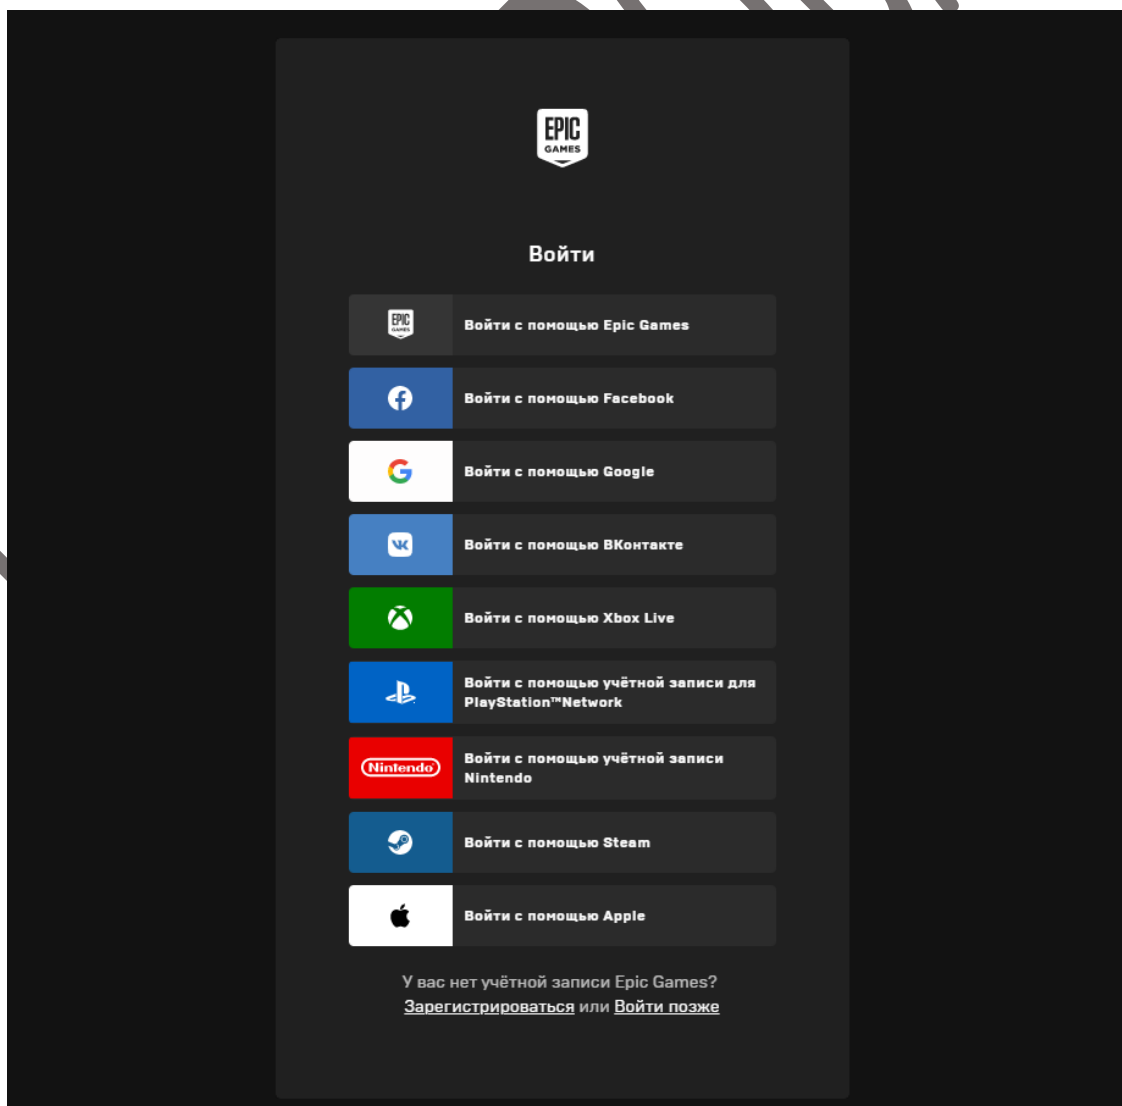 EPIC
GAMES
Войти
EPIC
GAMES
Войти с помощью Epic Games
Войти с помощью Facebook
Войти с помощью Google
Войти с помощью ВКонтакте
Войти с помощью Xbox Live
Войти с помощью учётной записи для
PlayStation™Network
Nintendo
Войти с помощью учётной записи
Nintendo
Войти с помощью Steam
Войти с помощью Apple
У вас нет учётной записи Epic Games?
Зарегистрироваться или Войти позже